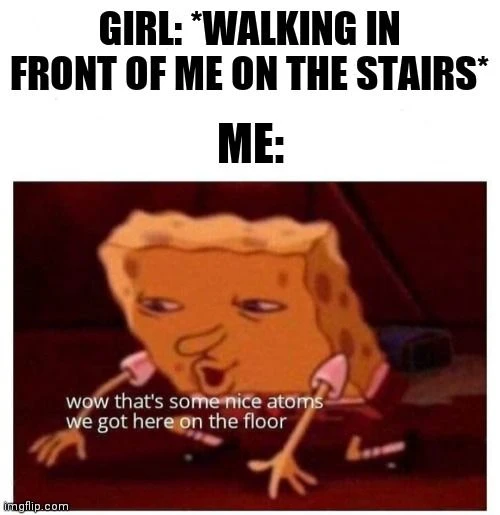 GIRL: *WALKING IN
FRONT OF ME ON THE STAIRS*
ME:
wow that's some nice atoms
we got here on the floor
imgflip.com